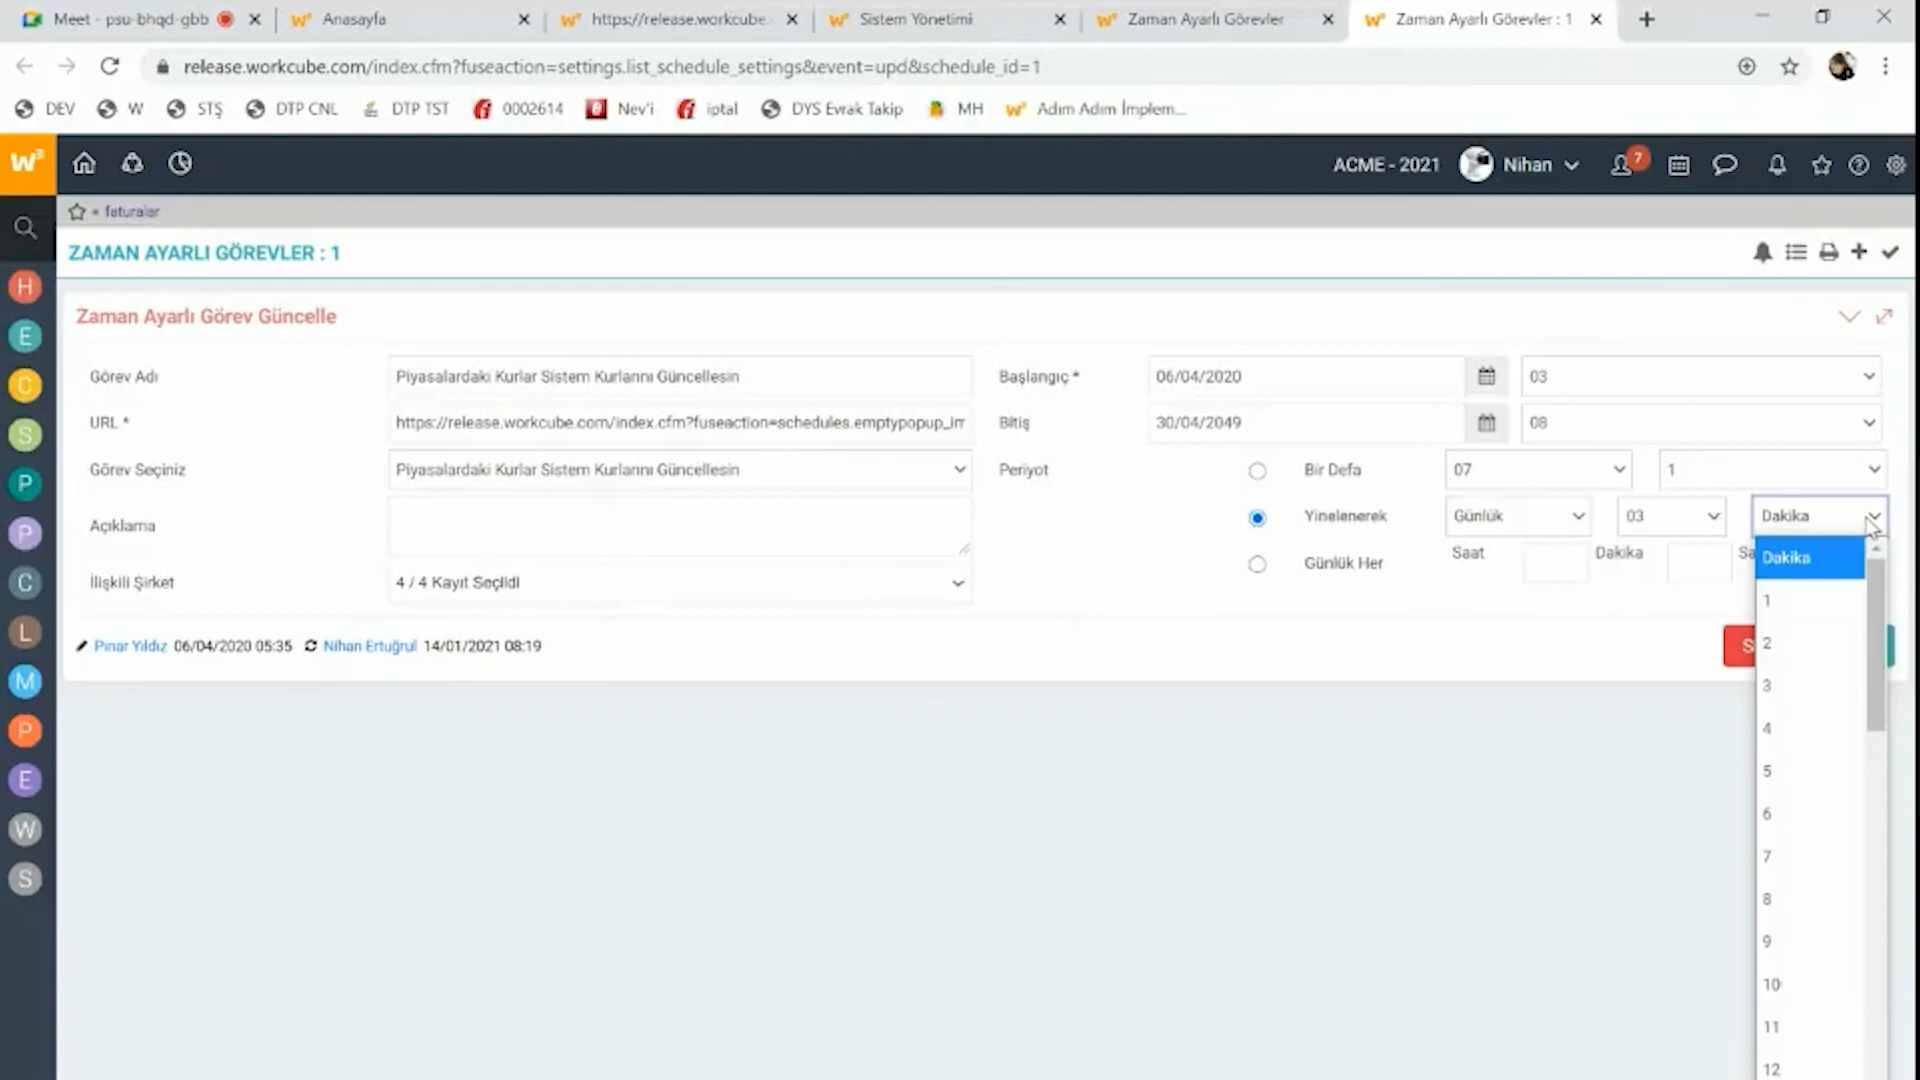 Meet - psu-bhqd-gbb
Anasayfa
https://release.workcube.
Sistem Yönetimi
Zaman Ayarlı Görevler
Zaman Ayarlı Görevler : 1
release.workcube.com/index.cfm?fuseaction=settings.list_schedule_settings&event=upd&schedule_id=1
DEV W STŞ DTP CNL DTP TST 0002614 Nev'i iptal DYS Evrak Takip MH Adım Adım İmplem...
W³ ACME - 2021 Nihan 7
faturalar
ZAMAN AYARLI GÖREVLER : 1
Zaman Ayarlı Görev Güncelle
Görev Adı Piyasalardaki Kurlar Sistem Kurlarını Güncellesin Başlangıç * 06/04/2020 03
URL * https://release.workcube.com/index.cfm?fuseaction=schedules.emptypopup_im Bitiş 30/04/2049 08
Görev Seçiniz Piyasalardaki Kurlar Sistem Kurlarını Güncellesin Periyot Bir Defa 07 1
Açıklama Yinelenerek Günlük 03 Dakika
Günlük Her Saat Dakika Sa
İlişkili Şirket 4 / 4 Kayıt Seçildi
Pınar Yıldız 06/04/2020 05:35 Nihan Ertuğrul 14/01/2021 08:19
S
Dakika
1
2
3
4
5
6
7
8
9
10
11
12
H
E
C
S
P
P
C
L
M
P
E
W
S